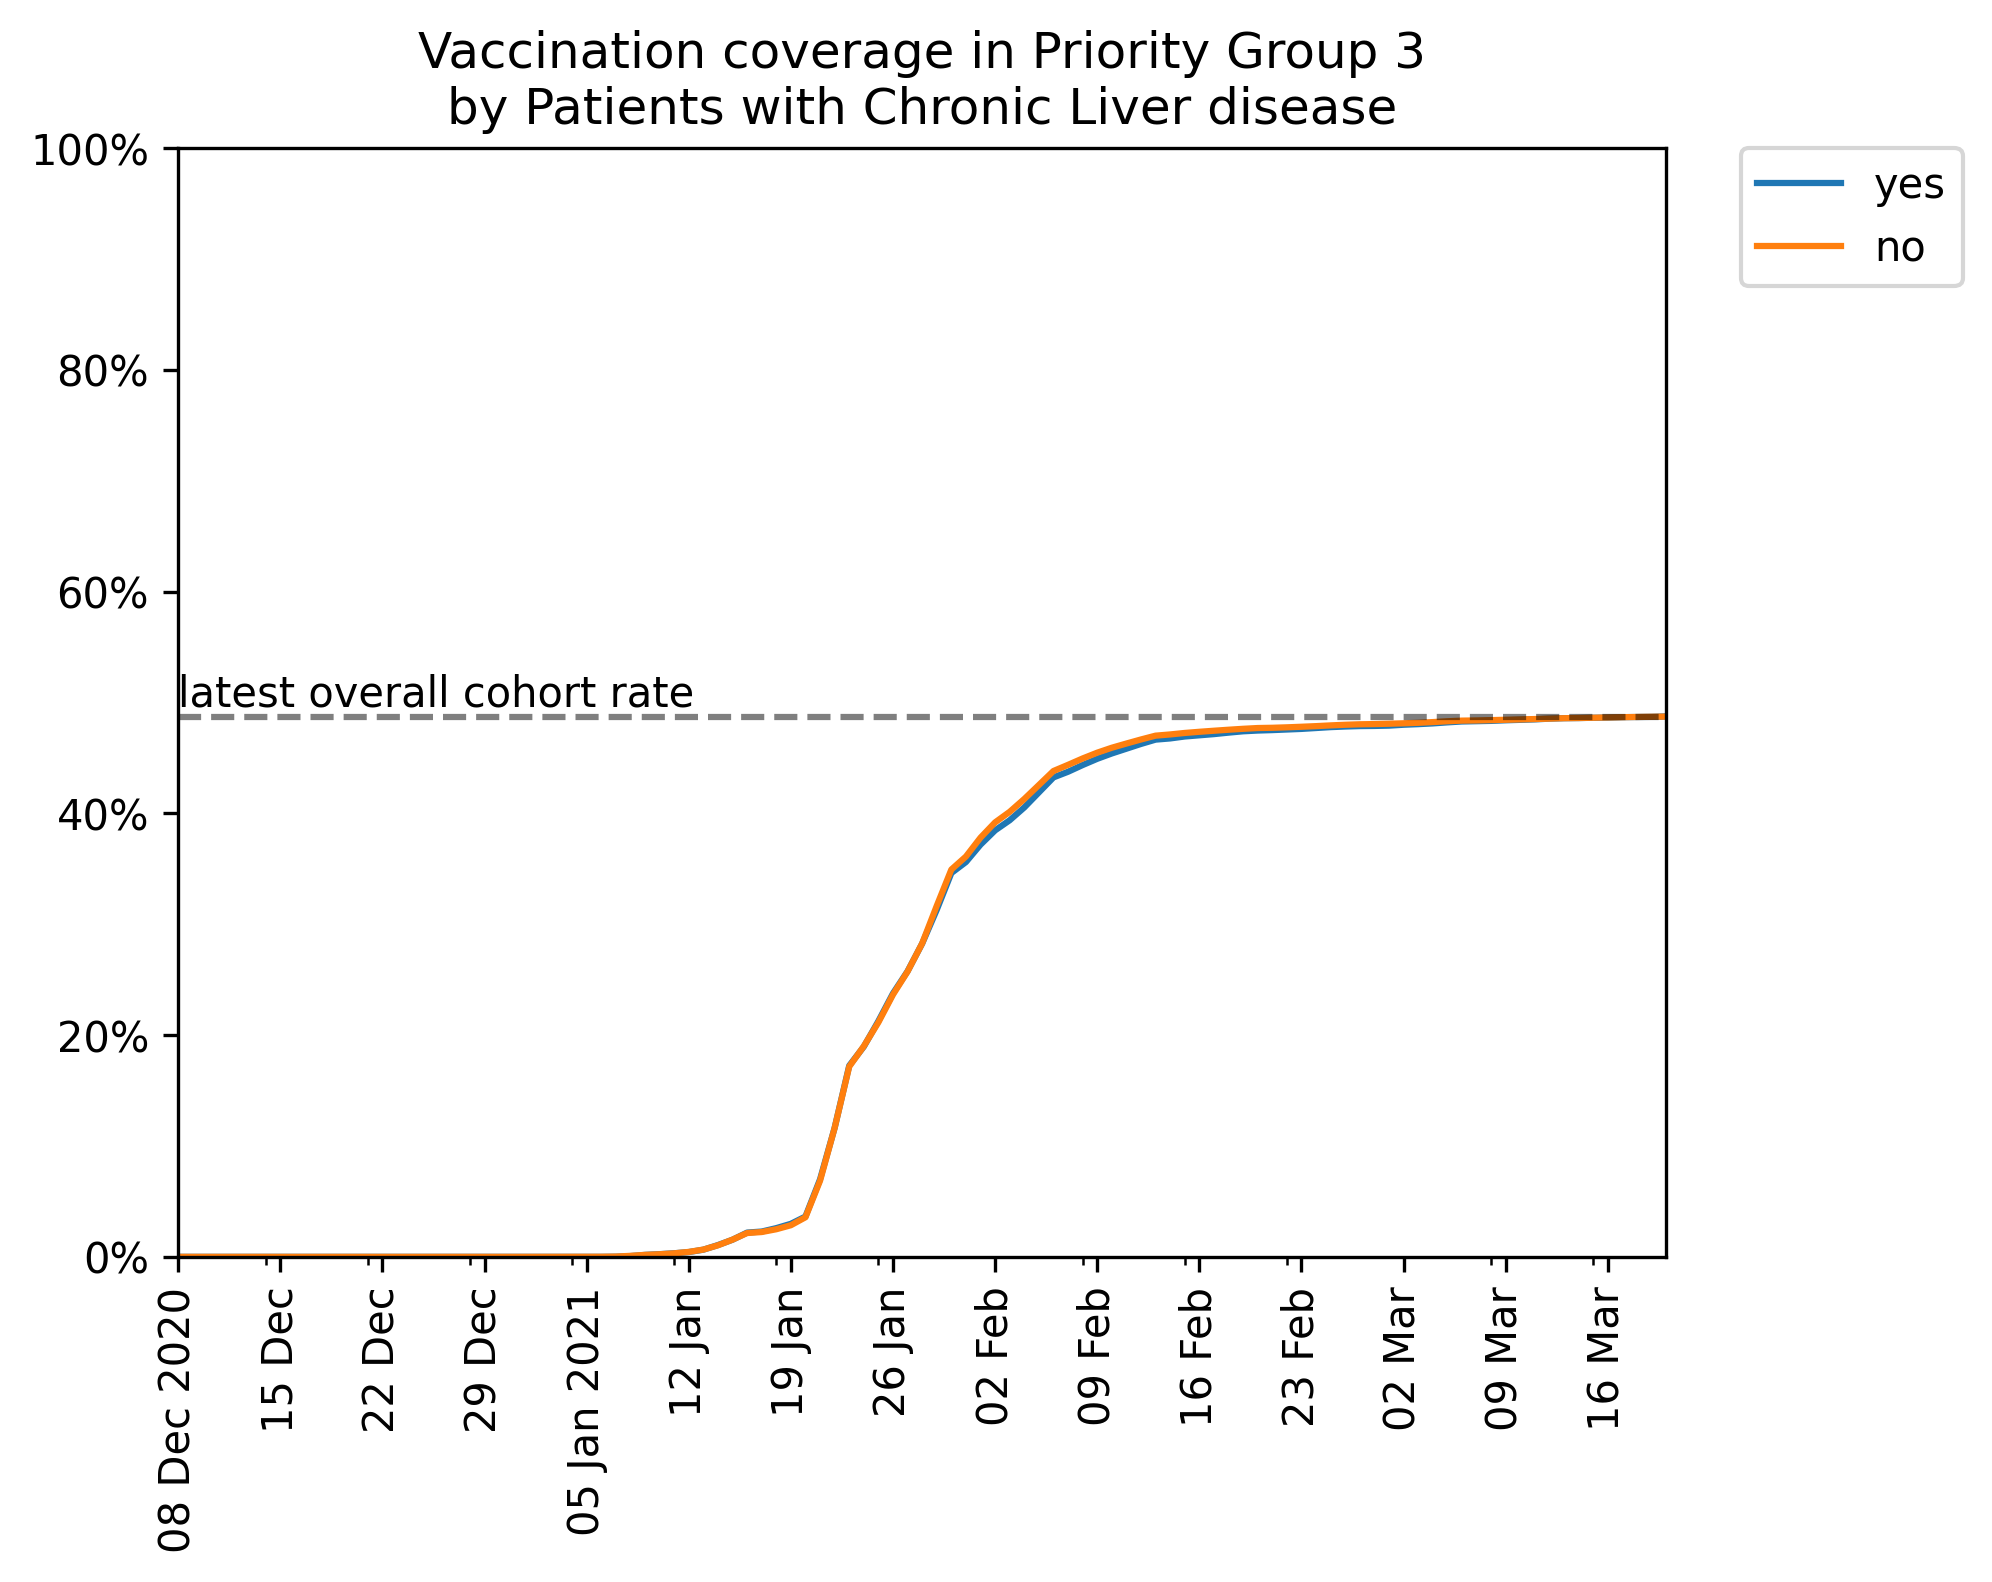 Vaccination coverage in Priority Group 3
by Patients with Chronic Liver disease
100%
80%
60%
40%
20%
0%
latest overall cohort rate
yes
no
08 Dec 2020
15 Dec
22 Dec
29 Dec
05 Jan 2021
12 Jan
19 Jan
26 Jan
02 Feb
09 Feb
16 Feb
23 Feb
02 Mar
09 Mar
16 Mar